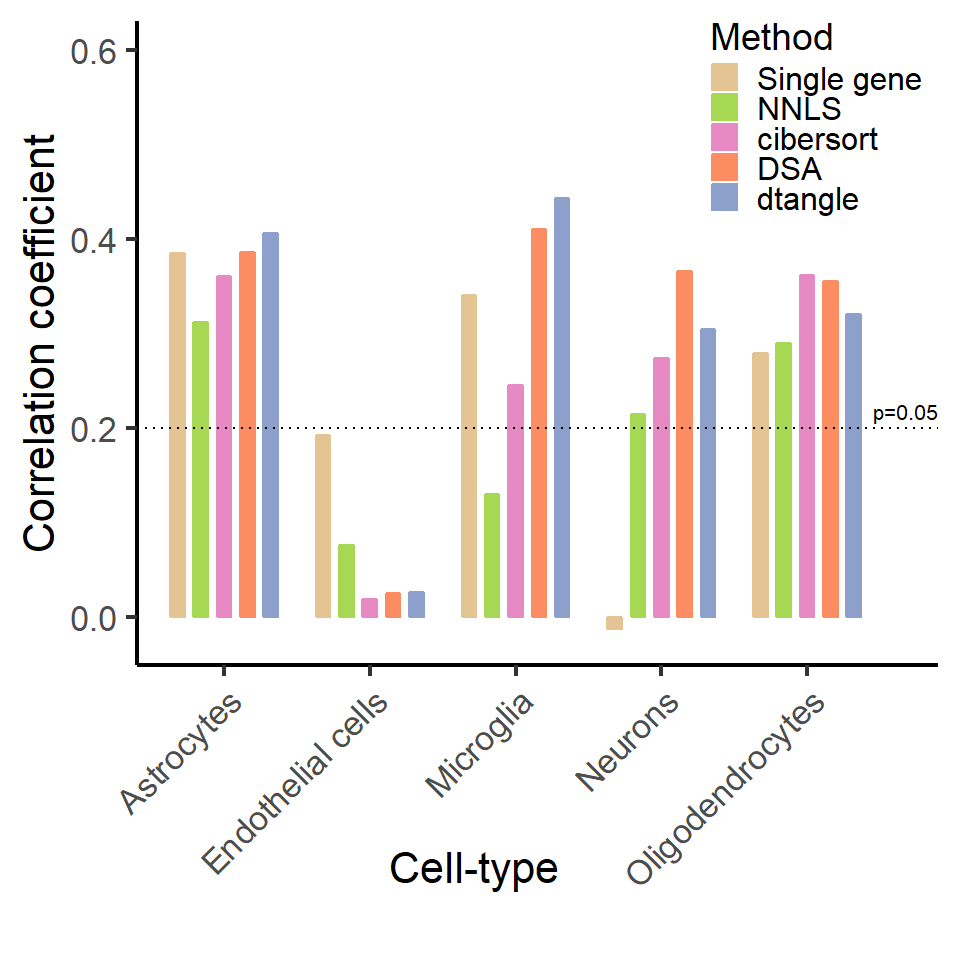 Method
Single gene
NNLS
cibersort
DSA
dtangle
Correlation coefficient
0.6
0.4
0.2
0.0
p=0.05
Astrocytes
Endothelial cells
Microglia
Neurons
Oligodendrocytes
Cell-type